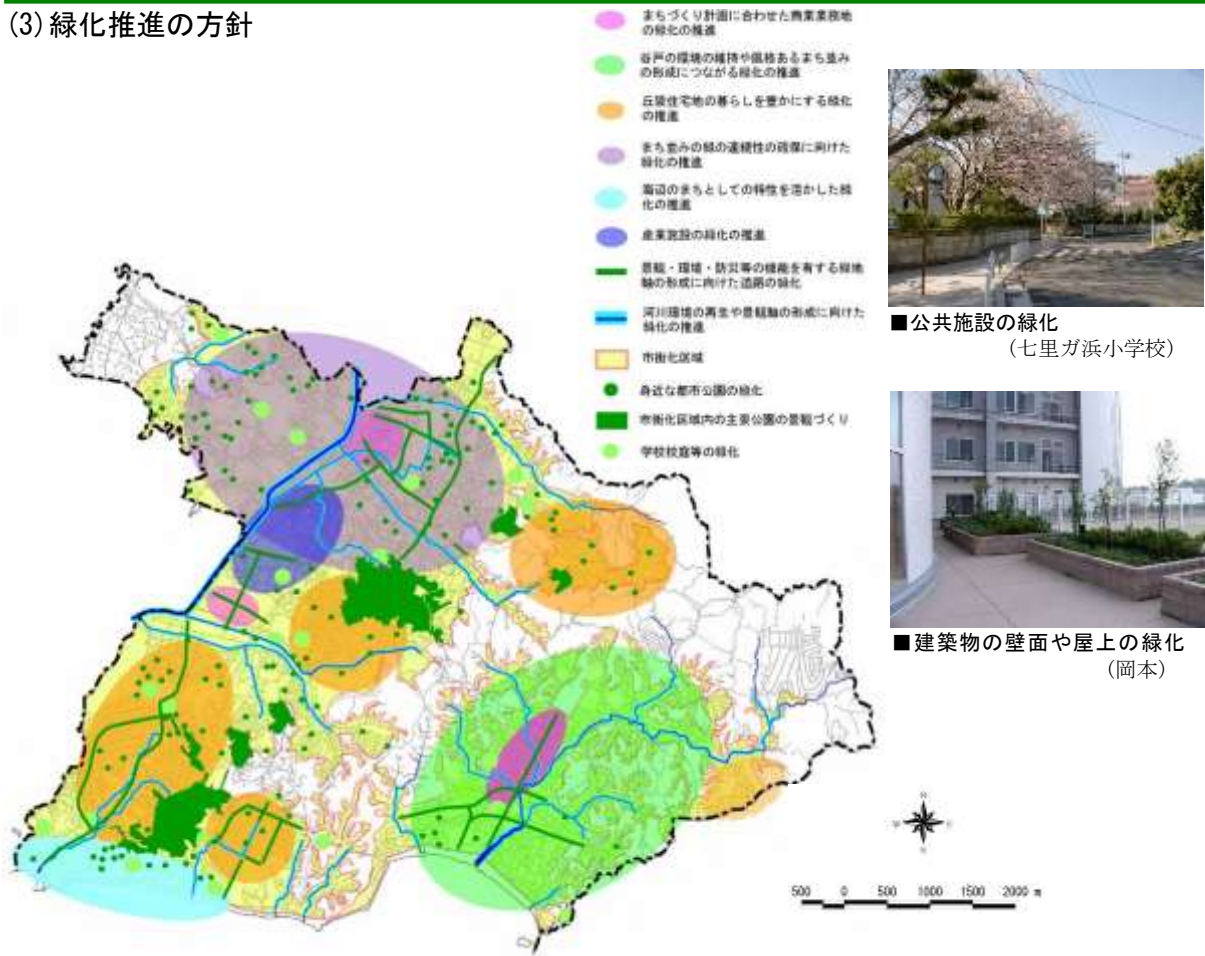 (3)緑化推進の方針
まちづくり計画に合わせた商業業務地
の緑化の推進
谷戸の環境の維持や風格あるまち並み
の形成につながる緑化の推進
丘陵住宅地の暮らしを豊かにする緑化
の推進
まち並みの緑の連続性の確保に向けた
緑化の推進
海辺のまちとしての特性を活かした緑
化の推進
産業施設の緑化の推進
景観・環境・防災等の機能を有する緑地
軸の形成に向けた道路の緑化
河川環境の再生や景観軸の形成に向けた
緑化の推進
市街化区域
身近な都市公園の緑化
市街化区域内の主要公園の景観づくり
学校校庭等の緑化
■公共施設の緑化
(七里ガ浜小学校)
■建築物の壁面や屋上の緑化
(岡本)
500 0 500 1000 1500 2000 m